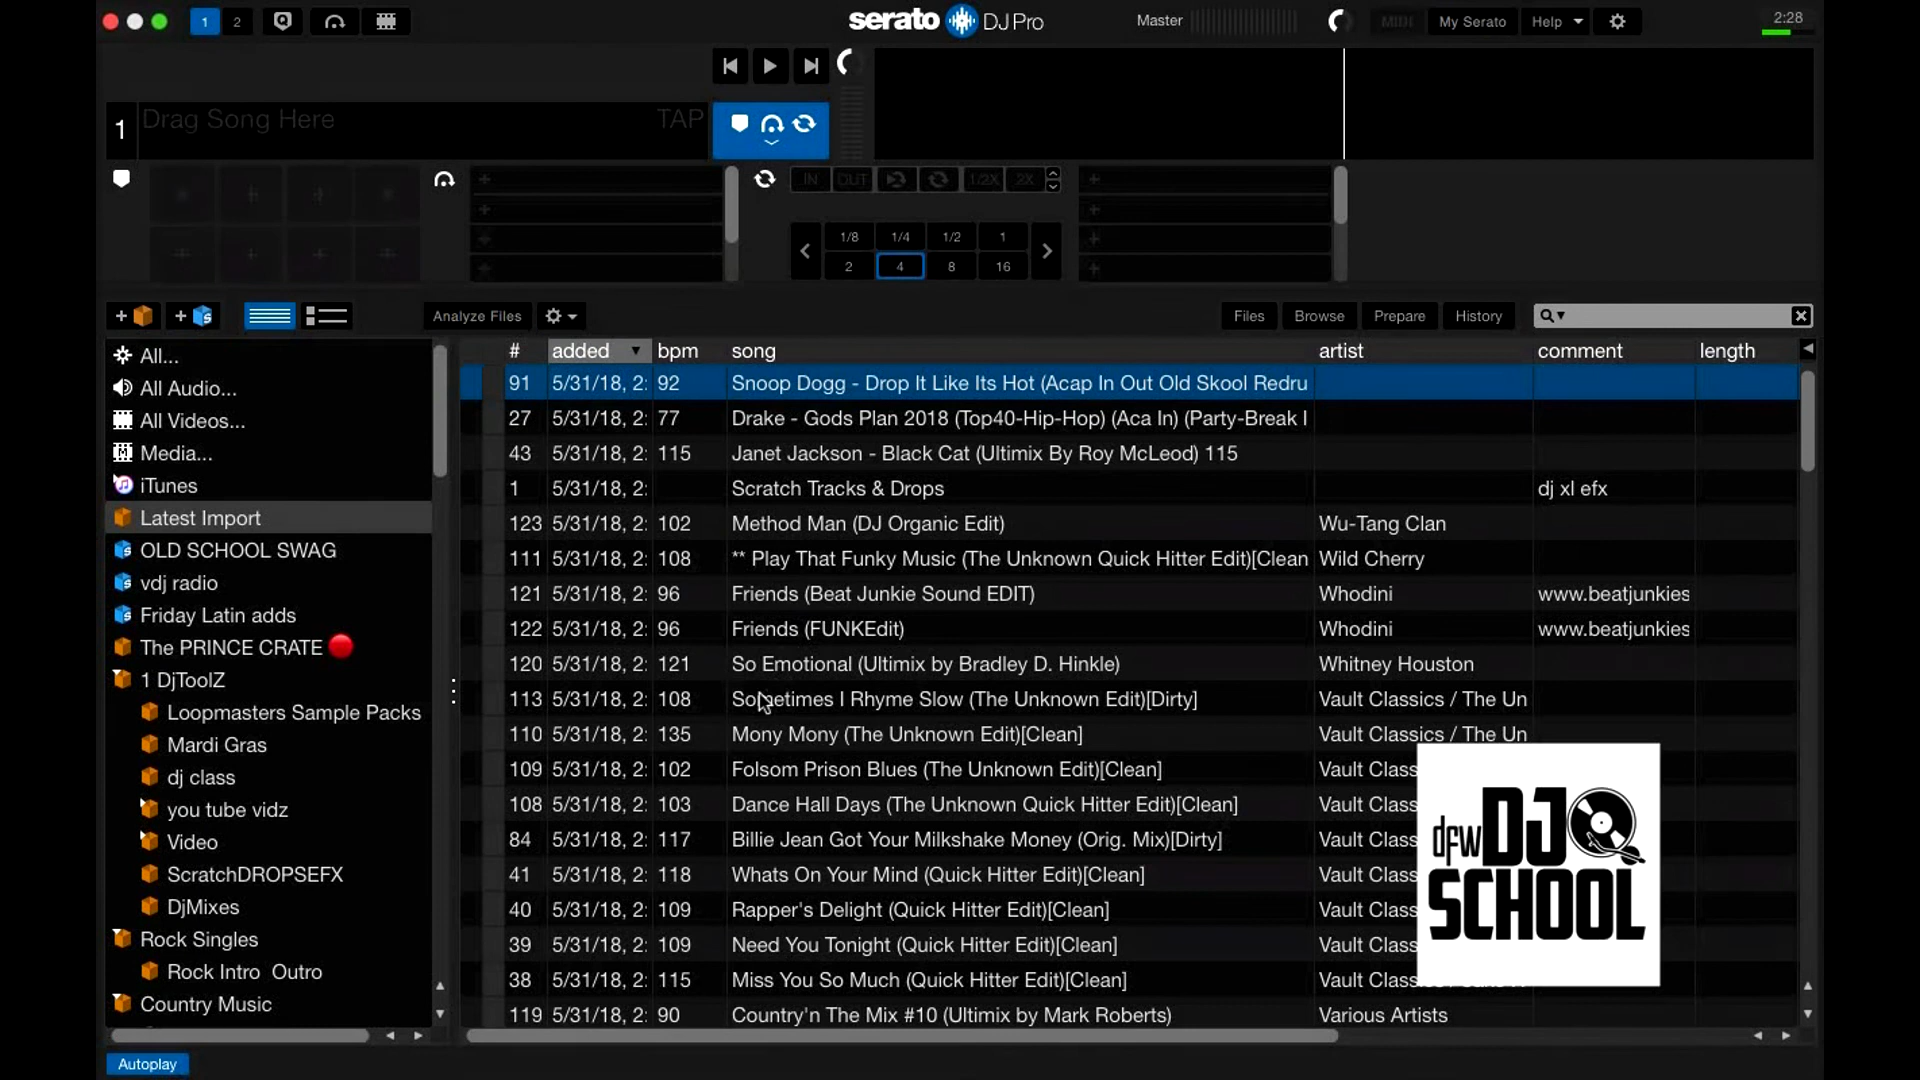 1 2 serato DJ Pro Master MIDI My Serato Help 2:28
1 Drag Song Here TAP
IN OUT 1/2X 2X
1/8 1/4 1/2 1
2 4 8 16
Analyze Files Files Browse Prepare History
All...
All Audio...
All Videos...
Media...
iTunes
Latest Import
OLD SCHOOL SWAG
vdj radio
Friday Latin adds
The PRINCE CRATE
1 DjToolZ
Loopmasters Sample Packs
Mardi Gras
dj class
you tube vidz
Video
ScratchDROPSEFX
DjMixes
Rock Singles
Rock Intro Outro
Country Music
# added bpm song artist comment length
91 5/31/18, 2: 92 Snoop Dogg - Drop It Like Its Hot (Acap In Out Old Skool Redru
27 5/31/18, 2: 77 Drake - Gods Plan 2018 (Top40-Hip-Hop) (Aca In) (Party-Break I
43 5/31/18, 2: 115 Janet Jackson - Black Cat (Ultimix By Roy McLeod) 115
1 5/31/18, 2: Scratch Tracks & Drops dj xl efx
123 5/31/18, 2: 102 Method Man (DJ Organic Edit) Wu-Tang Clan
111 5/31/18, 2: 108 ** Play That Funky Music (The Unknown Quick Hitter Edit)[Clean Wild Cherry
121 5/31/18, 2: 96 Friends (Beat Junkie Sound EDIT) Whodini www.beatjunkies
122 5/31/18, 2: 96 Friends (FUNKEdit) Whodini www.beatjunkies
120 5/31/18, 2: 121 So Emotional (Ultimix by Bradley D. Hinkle) Whitney Houston
113 5/31/18, 2: 108 Sometimes I Rhyme Slow (The Unknown Edit)[Dirty] Vault Classics / The Un
110 5/31/18, 2: 135 Mony Mony (The Unknown Edit)[Clean] Vault Classics / The Un
109 5/31/18, 2: 102 Folsom Prison Blues (The Unknown Edit)[Clean] Vault Class
108 5/31/18, 2: 103 Dance Hall Days (The Unknown Quick Hitter Edit)[Clean] Vault Class
84 5/31/18, 2: 117 Billie Jean Got Your Milkshake Money (Orig. Mix)[Dirty] Vault Class
41 5/31/18, 2: 118 Whats On Your Mind (Quick Hitter Edit)[Clean] Vault Class
40 5/31/18, 2: 109 Rapper's Delight (Quick Hitter Edit)[Clean] Vault Class
39 5/31/18, 2: 109 Need You Tonight (Quick Hitter Edit)[Clean] Vault Class
38 5/31/18, 2: 115 Miss You So Much (Quick Hitter Edit)[Clean] Vault Class
119 5/31/18, 2: 90 Country'n The Mix #10 (Ultimix by Mark Roberts) Various Artists
dfw DJ
SCHOOL
Autoplay